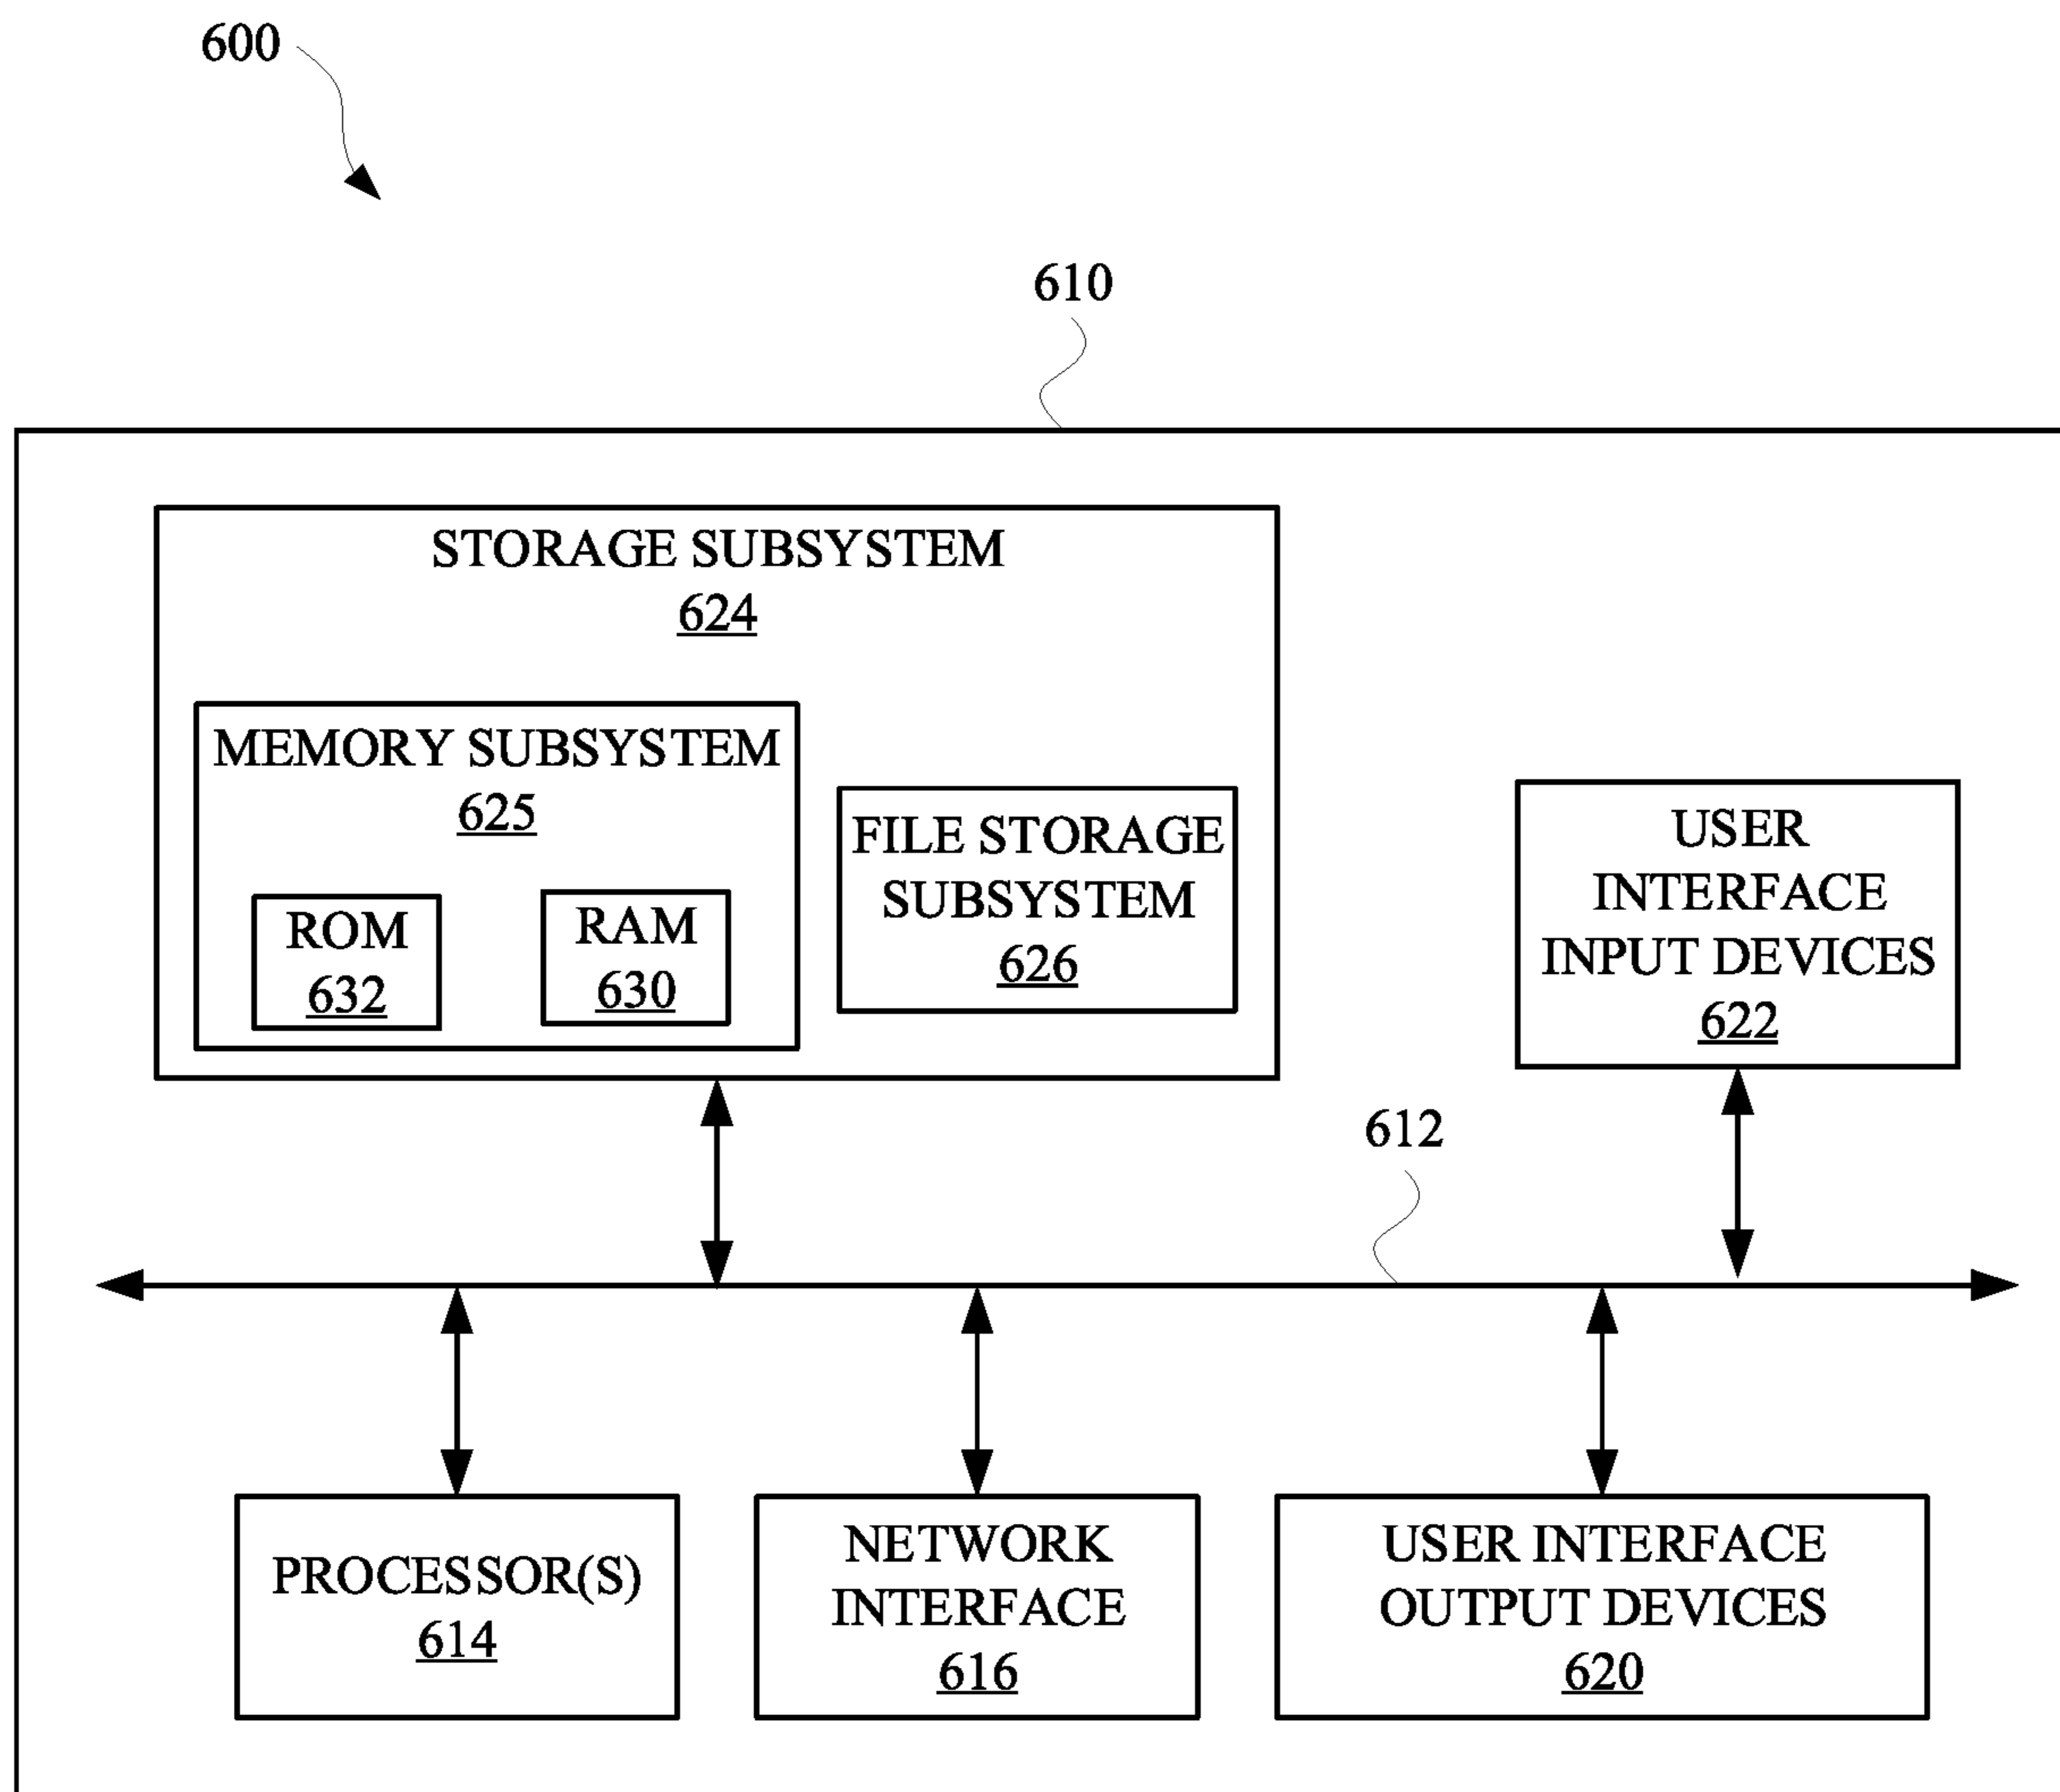 600
610
STORAGE SUBSYSTEM
624
MEMORY SUBSYSTEM
625
ROM
632
RAM
630
FILE STORAGE
SUBSYSTEM
626
USER
INTERFACE
INPUT DEVICES
622
612
PROCESSOR(S)
614
NETWORK
INTERFACE
616
USER INTERFACE
OUTPUT DEVICES
620